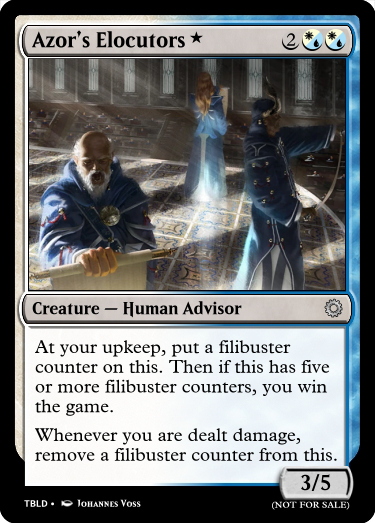 Azor's Elocutors ★ 2
Creature — Human Advisor
At your upkeep, put a filibuster
counter on this. Then if this has five
or more filibuster counters, you win
the game.
Whenever you are dealt damage,
remove a filibuster counter from this.
3/5
TBLD • Johannes Voss
(NOT FOR SALE)